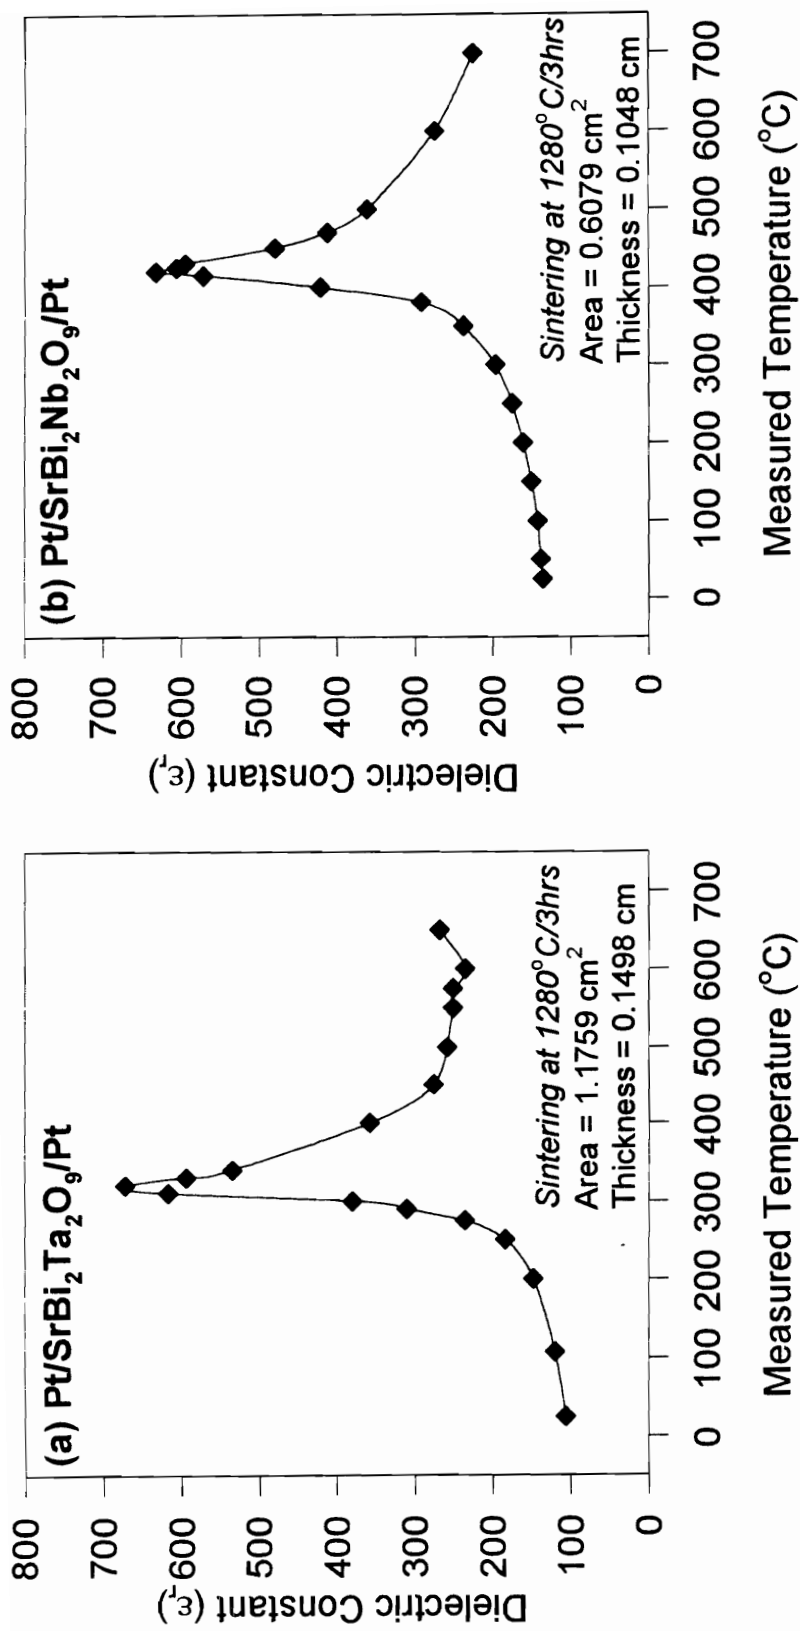 (a) Pt/SrBi2Ta2O9/Pt
800
700
600
500
400
300
200
100
0
Dielectric Constant (εr)
Sintering at 1280°C/3hrs
Area = 1.1759 cm2
Thickness = 0.1498 cm
0 100 200 300 400 500 600 700
Measured Temperature (°C)
(b) Pt/SrBi2Nb2O9/Pt
800
700
600
500
400
300
200
100
0
Dielectric Constant (εr)
Sintering at 1280°C/3hrs
Area = 0.6079 cm2
Thickness = 0.1048 cm
0 100 200 300 400 500 600 700
Measured Temperature (°C)